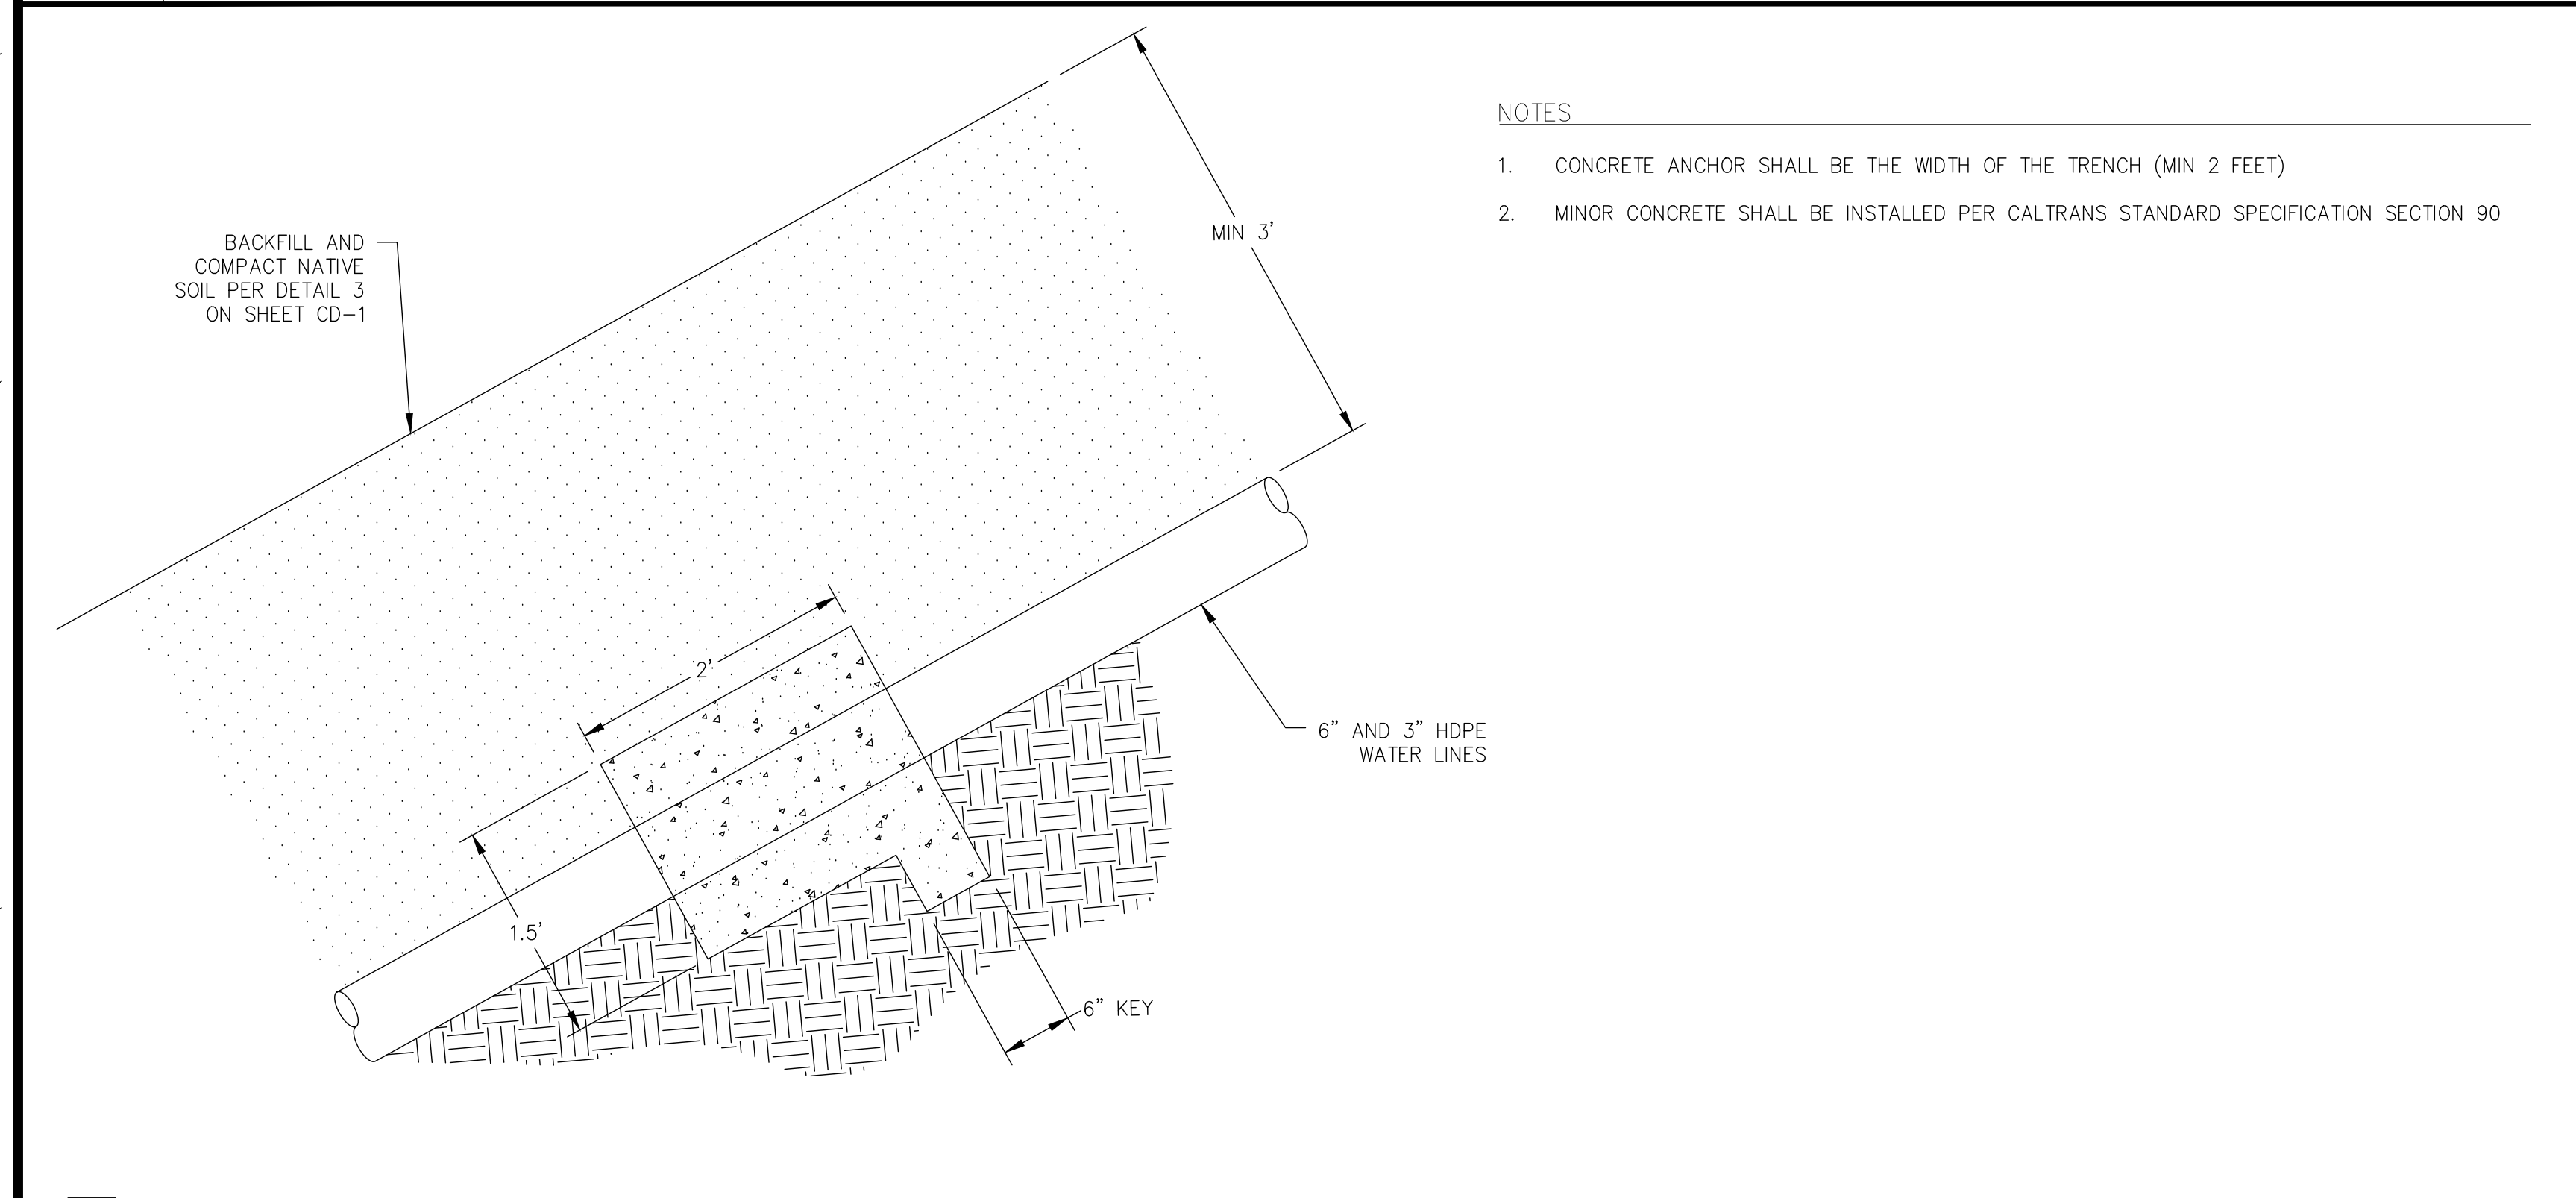 NOTES
1. CONCRETE ANCHOR SHALL BE THE WIDTH OF THE TRENCH (MIN 2 FEET)
2. MINOR CONCRETE SHALL BE INSTALLED PER CALTRANS STANDARD SPECIFICATION SECTION 90
MIN 3'
BACKFILL AND
COMPACT NATIVE
SOIL PER DETAIL 3
ON SHEET CD-1
2'
6" AND 3" HDPE
WATER LINES
1.5'
6" KEY